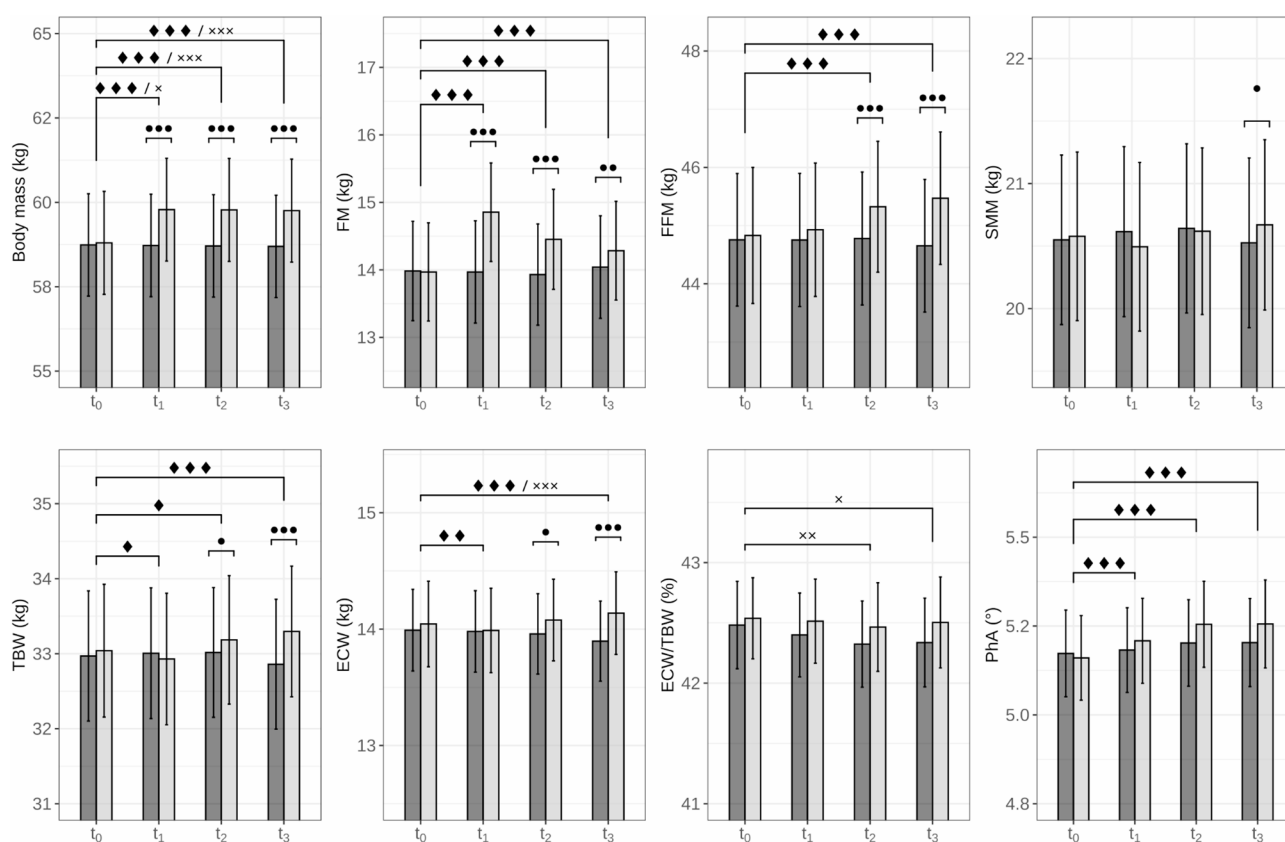 Body mass (kg)
65
62
60
58
55
♦ ♦ ♦ / ×××
♦ ♦ ♦ / ×××
♦ ♦ ♦ / ×
●●● ●●● ●●●
t₀ t₁ t₂ t₃
FM (kg)
17
16
15
14
13
♦ ♦ ♦
♦ ♦ ♦
♦ ♦ ♦
●●● ●●● ●●
t₀ t₁ t₂ t₃
FFM (kg)
48
46
44
♦ ♦ ♦
♦ ♦ ♦
●●● ●●●
t₀ t₁ t₂ t₃
SMM (kg)
22
21
20
●
t₀ t₁ t₂ t₃
TBW (kg)
35
34
33
32
31
♦ ♦ ♦
♦
♦
● ●●●
t₀ t₁ t₂ t₃
ECW (kg)
15
14
13
♦ ♦ ♦ / ×××
♦ ♦
● ●●●
t₀ t₁ t₂ t₃
ECW/TBW (%)
43
42
41
×
××
t₀ t₁ t₂ t₃
PhA (°)
5.5
5.2
5.0
4.8
♦ ♦ ♦
♦ ♦ ♦
♦ ♦ ♦
t₀ t₁ t₂ t₃